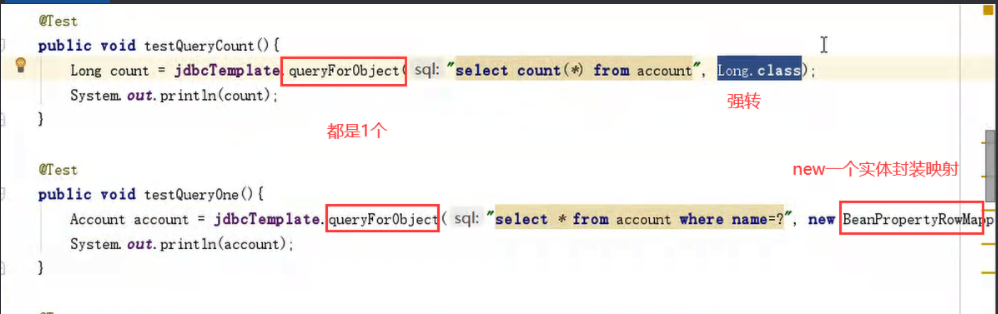 @Test
public void testQueryCount(){
Long count = jdbcTemplate.queryForObject( sql: "select count(*) from account", Long.class);
强转
System.out.println(count);
}
都是1个
@Test
new一个实体封装映射
public void testQueryOne(){
Account account = jdbcTemplate.queryForObject( sql: "select * from account where name=?", new BeanPropertyRowMapp
System.out.println(account);
}